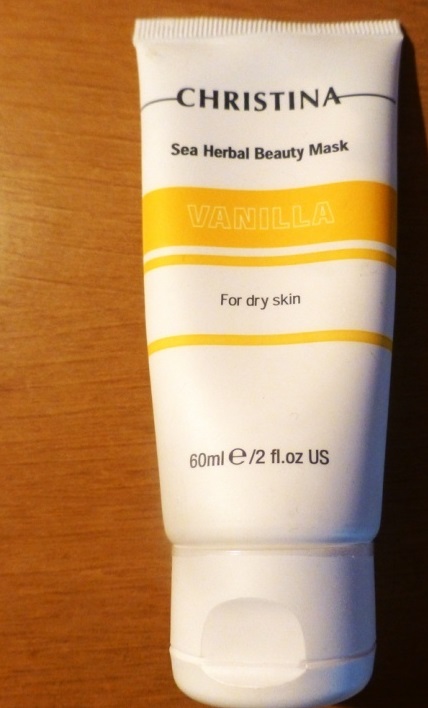 CHRISTINA
Sea Herbal Beauty Mask
VANILLA
For dry skin
60ml ℮/2 fl.oz US